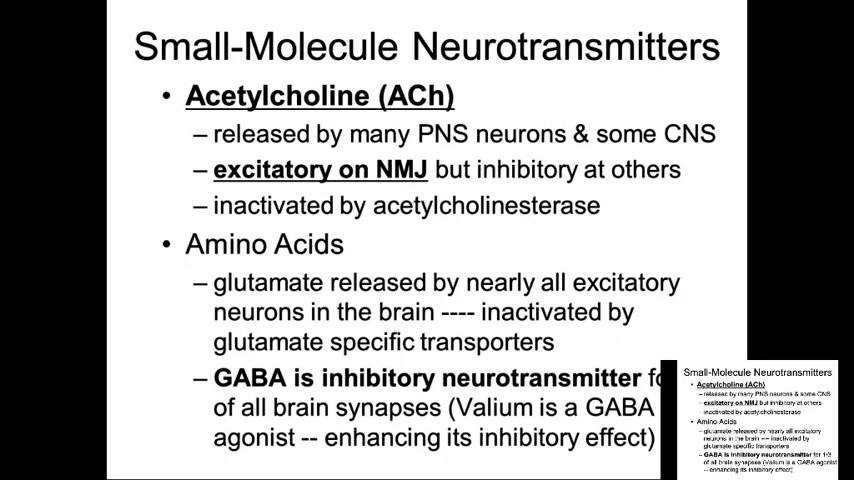 Small-Molecule Neurotransmitters
• Acetylcholine (ACh)
– released by many PNS neurons & some CNS
– excitatory on NMJ but inhibitory at others
– inactivated by acetylcholinesterase
• Amino Acids
– glutamate released by nearly all excitatory
neurons in the brain ---- inactivated by
glutamate specific transporters
– GABA is inhibitory neurotransmitter
of all brain synapses (Valium is a GABA
agonist -- enhancing its inhibitory effect)
Small-Molecule Neurotransmitters
• Acetylcholine (ACh)
– released by many PNS neurons & some CNS
– excitatory on NMJ but inhibitory at others
– inactivated by acetylcholinesterase
• Amino Acids
– glutamate released by nearly all excitatory
neurons in the brain ---- inactivated by
glutamate specific transporters
– GABA is inhibitory neurotransmitter for 1/3
of all brain synapses (Valium is a GABA agonist
-- enhancing its inhibitory effect)